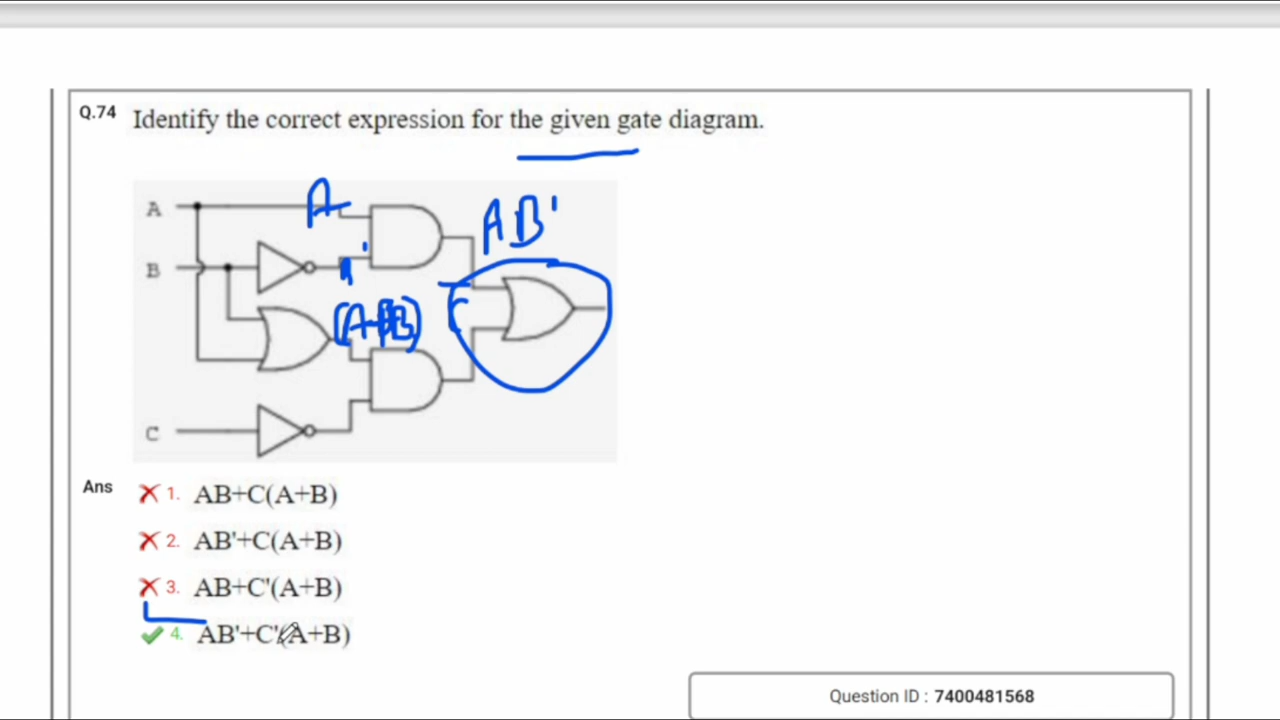 Q.74 Identify the correct expression for the given gate diagram.
A
A
AB'
B
'
(A+B)
C
Ans
1. AB+C(A+B)
2. AB'+C(A+B)
3. AB+C'(A+B)
4. AB'+C'(A+B)
Question ID : 7400481568